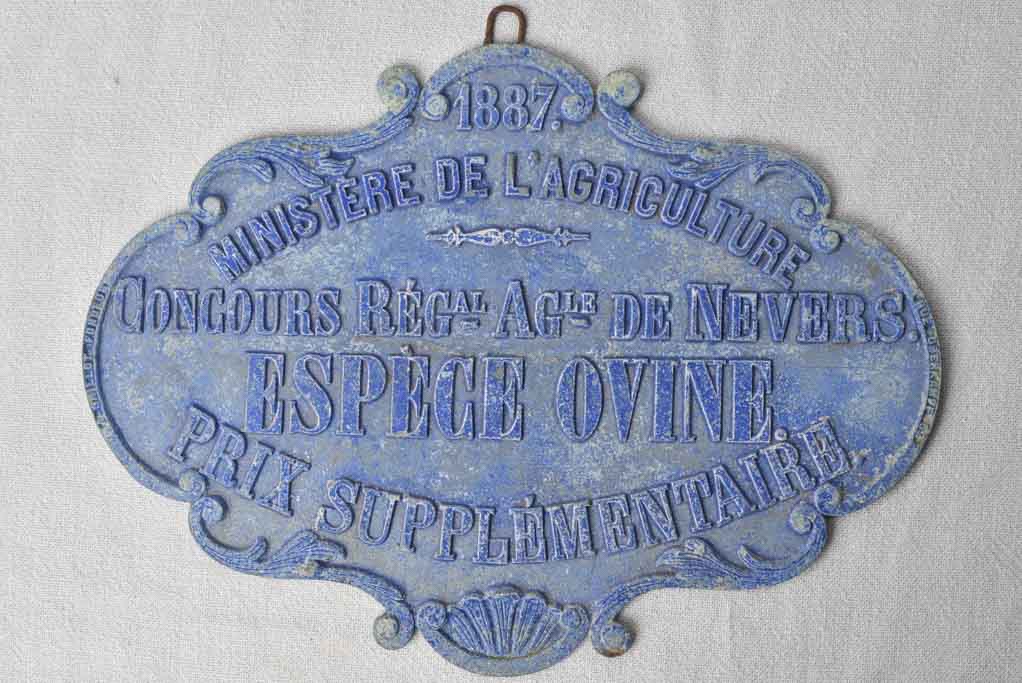 1887.
MINISTÈRE DE L'AGRICULTURE
CONCOURS RÉGAL AGLE DE NEVERS.
ESPÈCE OVINE.
PRIX SUPPLÉMENTAIRE.